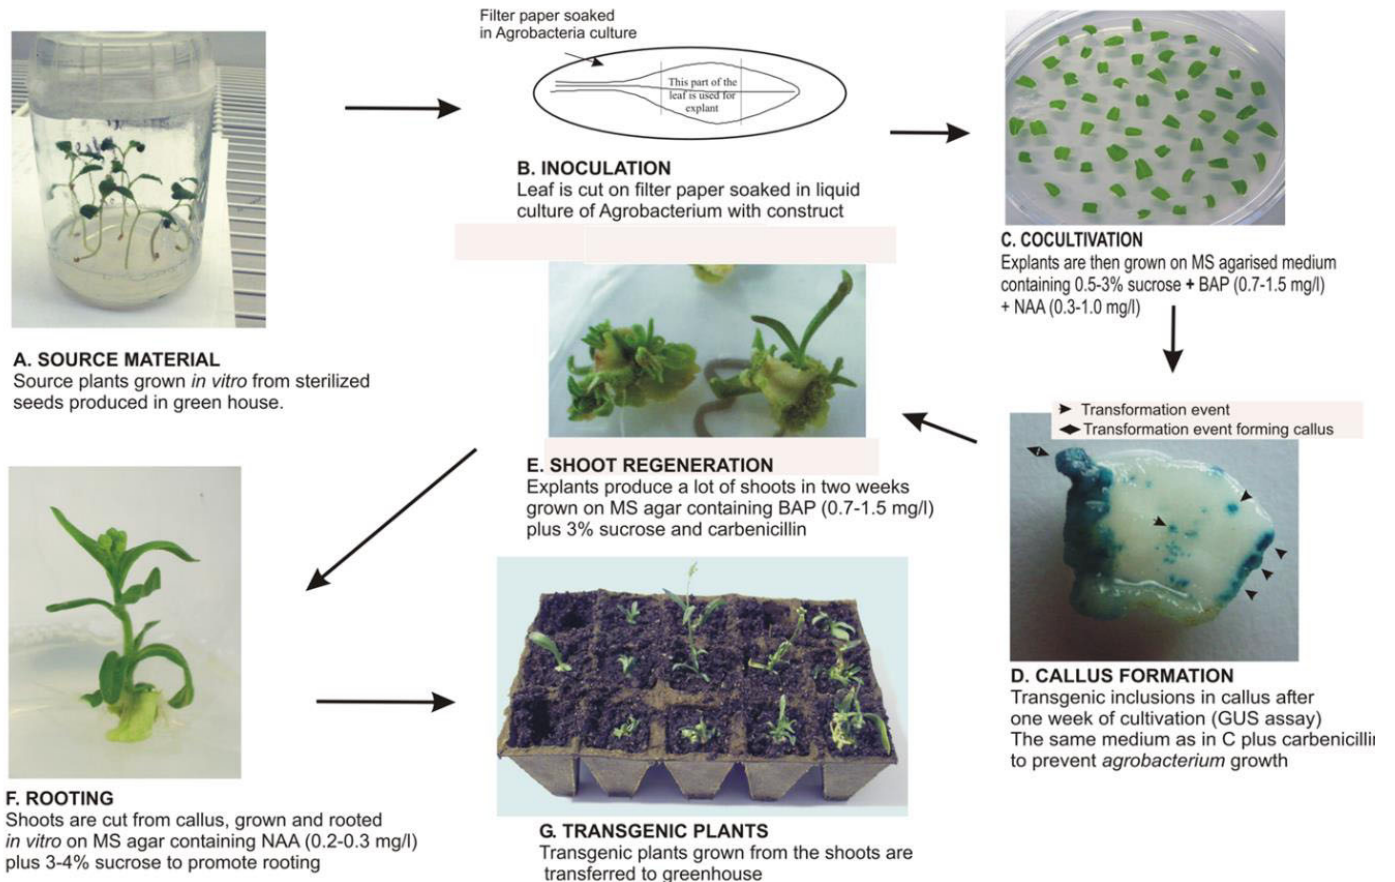 Filter paper soaked
in Agrobacteria culture
This part of the
leaf is used for
explant
A. SOURCE MATERIAL
Source plants grown in vitro from sterilized
seeds produced in green house.
B. INOCULATION
Leaf is cut on filter paper soaked in liquid
culture of Agrobacterium with construct
C. COCULTIVATION
Explants are then grown on MS agarised medium
containing 0.5-3% sucrose + BAP (0.7-1.5 mg/l)
+ NAA (0.3-1.0 mg/l)
Transformation event
Transformation event forming callus
D. CALLUS FORMATION
Transgenic inclusions in callus after
one week of cultivation (GUS assay)
The same medium as in C plus carbenicillin
to prevent agrobacterium growth
E. SHOOT REGENERATION
Explants produce a lot of shoots in two weeks
grown on MS agar containing BAP (0.7-1.5 mg/l)
plus 3% sucrose and carbenicillin
F. ROOTING
Shoots are cut from callus, grown and rooted
in vitro on MS agar containing NAA (0.2-0.3 mg/l)
plus 3-4% sucrose to promote rooting
G. TRANSGENIC PLANTS
Transgenic plants grown from the shoots are
transferred to greenhouse